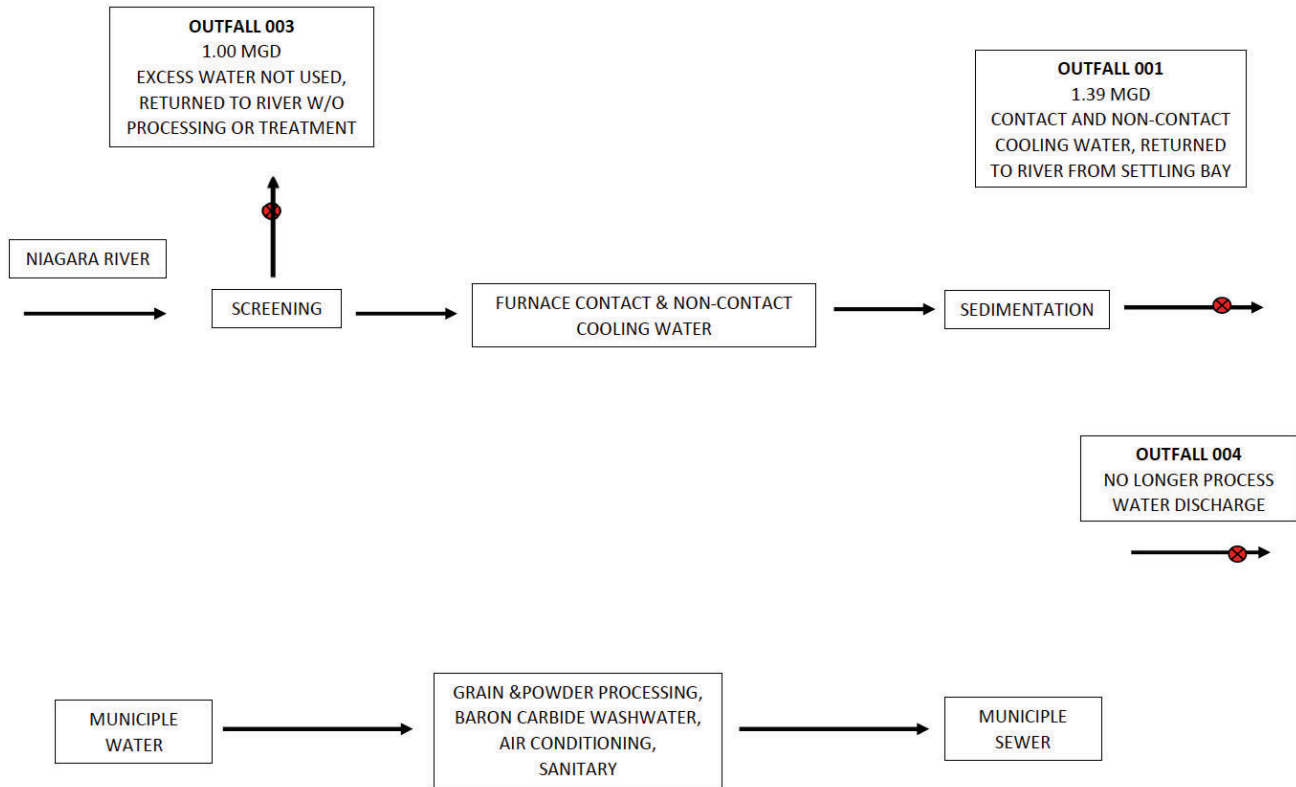 OUTFALL 003
1.00 MGD
EXCESS WATER NOT USED,
RETURNED TO RIVER W/O
PROCESSING OR TREATMENT
OUTFALL 001
1.39 MGD
CONTACT AND NON-CONTACT
COOLING WATER, RETURNED
TO RIVER FROM SETTLING BAY
NIAGARA RIVER
SCREENING
FURNACE CONTACT & NON-CONTACT
COOLING WATER
SEDIMENTATION
OUTFALL 004
NO LONGER PROCESS
WATER DISCHARGE
MUNICIPLE
WATER
GRAIN &POWDER PROCESSING,
BARON CARBIDE WASHWATER,
AIR CONDITIONING,
SANITARY
MUNICIPLE
SEWER